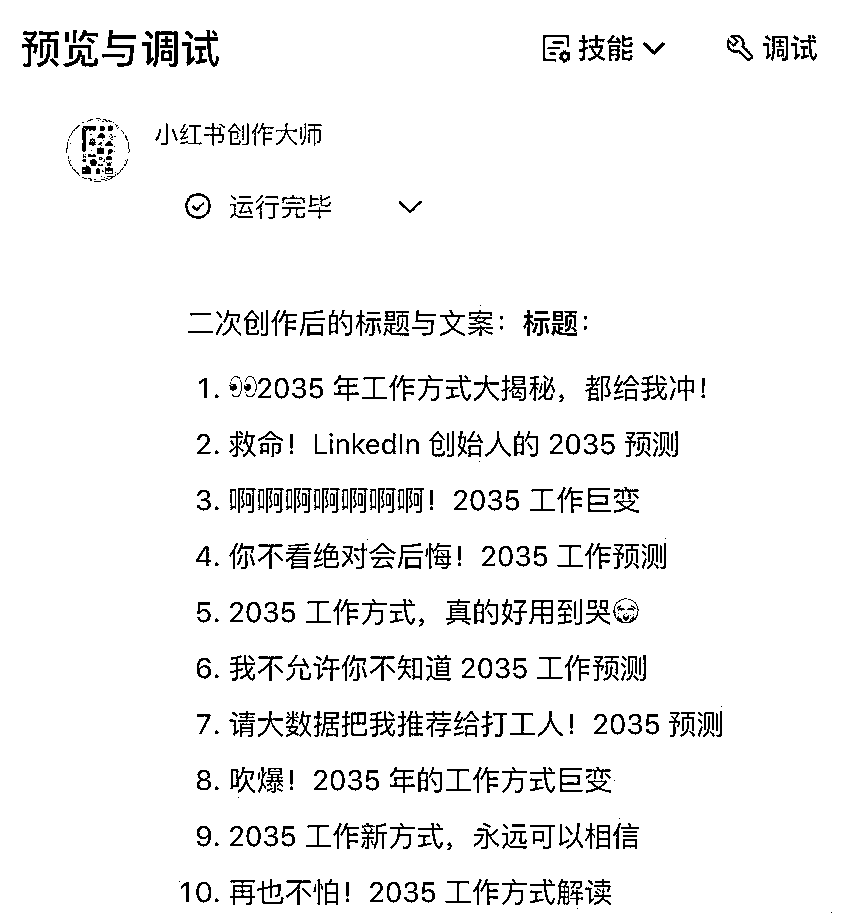 预览与调试 技能 调试
小红书创作大师
运行完毕
二次创作后的标题与文案：标题：
1. 👀2035 年工作方式大揭秘，都给我冲！
2. 救命！LinkedIn 创始人的 2035 预测
3. 啊啊啊啊啊啊啊！2035 工作巨变
4. 你不看绝对会后悔！2035 工作预测
5. 2035 工作方式，真的好用到哭😭
6. 我不允许你不知道 2035 工作预测
7. 请大数据把我推荐给打工人！2035 预测
8. 吹爆！2035 年的工作方式巨变
9. 2035 工作新方式，永远可以相信
10. 再也不怕！2035 工作方式解读